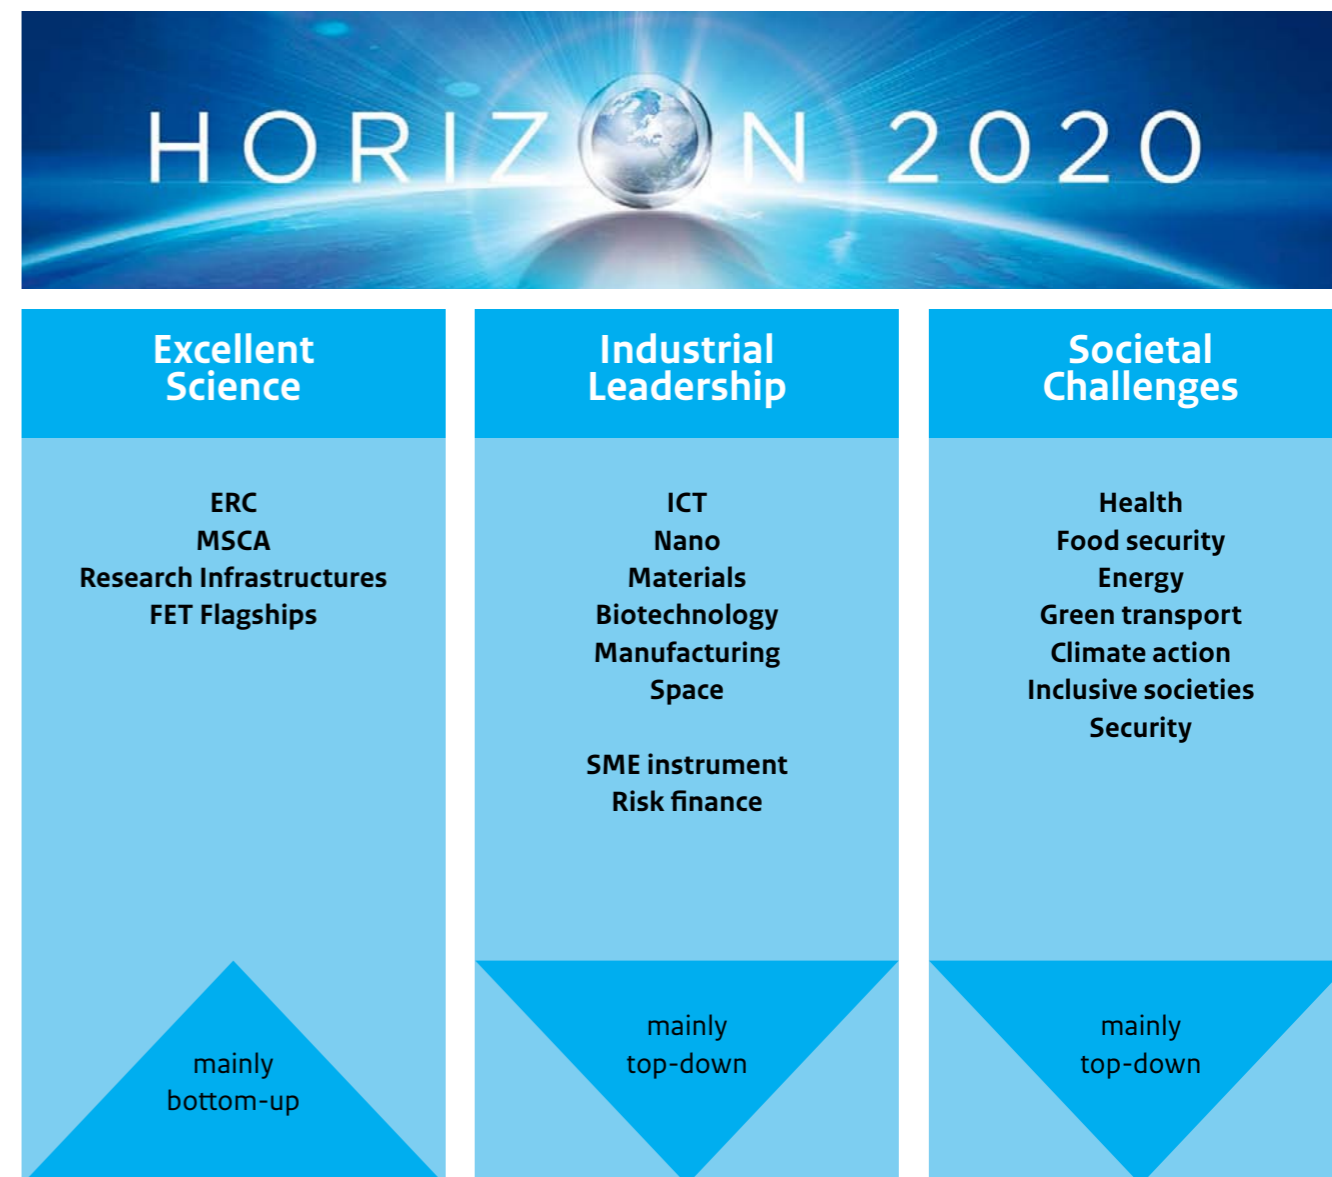 HORIZON 2020
Excellent
Science
ERC
MSCA
Research Infrastructures
FET Flagships
mainly
bottom-up
Industrial
Leadership
ICT
Nano
Materials
Biotechnology
Manufacturing
Space
SME instrument
Risk finance
mainly
top-down
Societal
Challenges
Health
Food security
Energy
Green transport
Climate action
Inclusive societies
Security
mainly
top-down